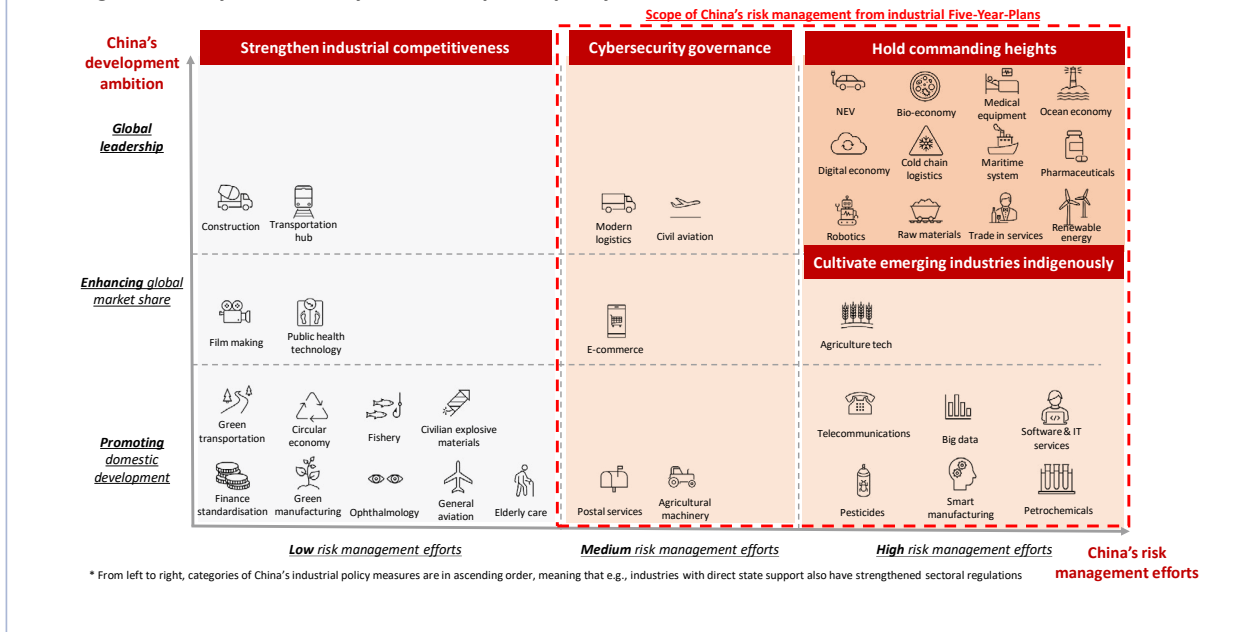 Scope of China's risk management from industrial Five-Year-Plans
China's
development
ambition
Strengthen industrial competitiveness
Cybersecurity governance
Hold commanding heights
Global
leadership
NEV
Bio-economy
Medical
equipment
Ocean economy
Digital economy
Cold chain
logistics
Maritime
system
Pharmaceuticals
Construction
Transportation
hub
Modern
logistics
Civil aviation
Robotics
Raw materials
Trade in services
Renewable
energy
Cultivate emerging industries indigenously
Enhancing global
market share
Film making
Public health
technology
E-commerce
Agriculture tech
Promoting
domestic
development
Green
transportation
Circular
economy
Fishery
Civilian explosive
materials
Telecommunications
Big data
Software & IT
services
Finance
standardisation
Green
manufacturing
Ophthalmology
General
aviation
Elderly care
Postal services
Agricultural
machinery
Pesticides
Smart
manufacturing
Petrochemicals
Low risk management efforts
Medium risk management efforts
High risk management efforts
China's risk
management efforts
* From left to right, categories of China's industrial policy measures are in ascending order, meaning that e.g., industries with direct state support also have strengthened sectoral regulations